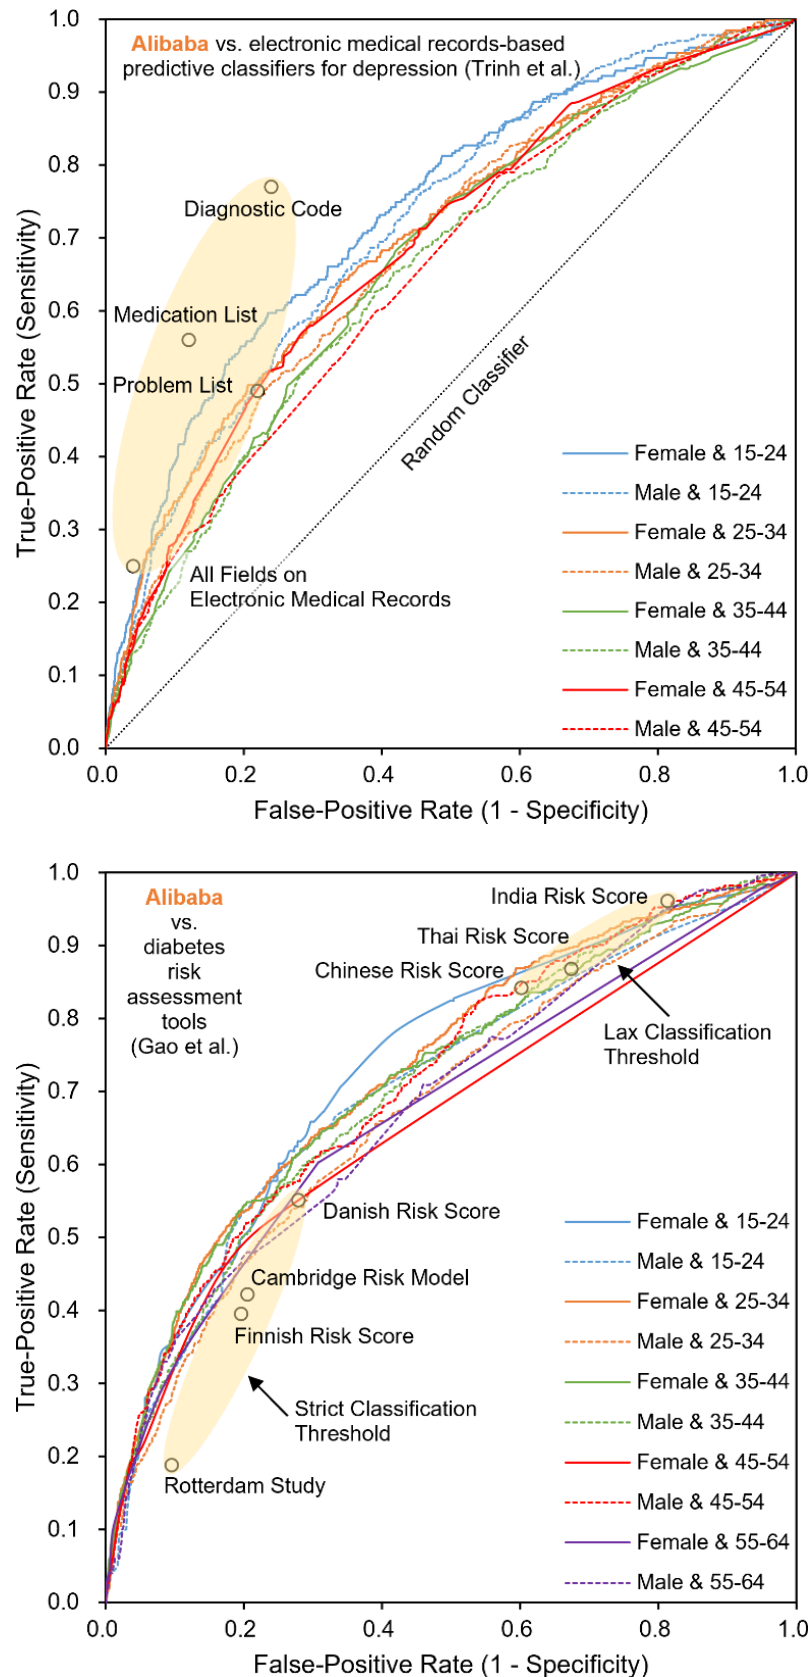 Alibaba vs. electronic medical records-based
predictive classifiers for depression (Trinh et al.)
True-Positive Rate (Sensitivity)
1.0
0.9
0.8
0.7
0.6
0.5
0.4
0.3
0.2
0.1
0.0
Diagnostic Code
Medication List
Problem List
All Fields on
Electronic Medical Records
Random Classifier
Female & 15-24
Male & 15-24
Female & 25-34
Male & 25-34
Female & 35-44
Male & 35-44
Female & 45-54
Male & 45-54
0.0 0.2 0.4 0.6 0.8 1.0
False-Positive Rate (1 - Specificity)
Alibaba
vs.
diabetes
risk
assessment
tools
(Gao et al.)
True-Positive Rate (Sensitivity)
1.0
0.9
0.8
0.7
0.6
0.5
0.4
0.3
0.2
0.1
0.0
India Risk Score
Thai Risk Score
Chinese Risk Score
Lax Classification
Threshold
Danish Risk Score
Cambridge Risk Model
Finnish Risk Score
Strict Classification
Threshold
Rotterdam Study
Female & 15-24
Male & 15-24
Female & 25-34
Male & 25-34
Female & 35-44
Male & 35-44
Female & 45-54
Male & 45-54
Female & 55-64
Male & 55-64
0.0 0.2 0.4 0.6 0.8 1.0
False-Positive Rate (1 - Specificity)